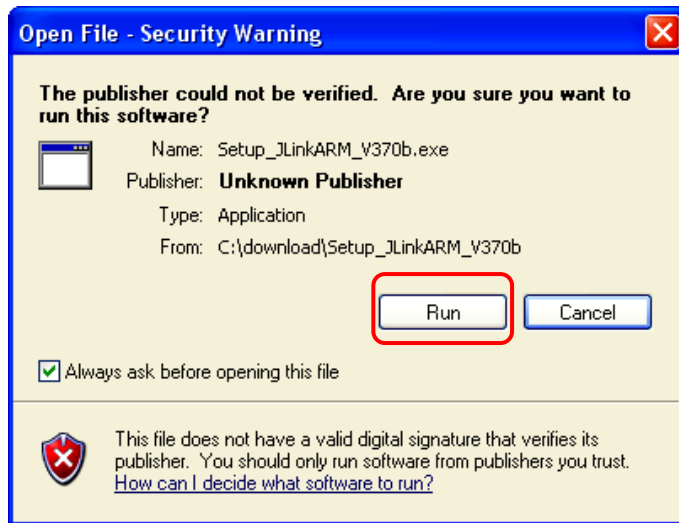 Open File - Security Warning
The publisher could not be verified.  Are you sure you want to
run this software?
Name: Setup_JLinkARM_V370b.exe
Publisher: Unknown Publisher
Type: Application
From: C:\download\Setup_JLinkARM_V370b
Run Cancel
Always ask before opening this file
This file does not have a valid digital signature that verifies its
publisher.  You should only run software from publishers you trust.
How can I decide what software to run?